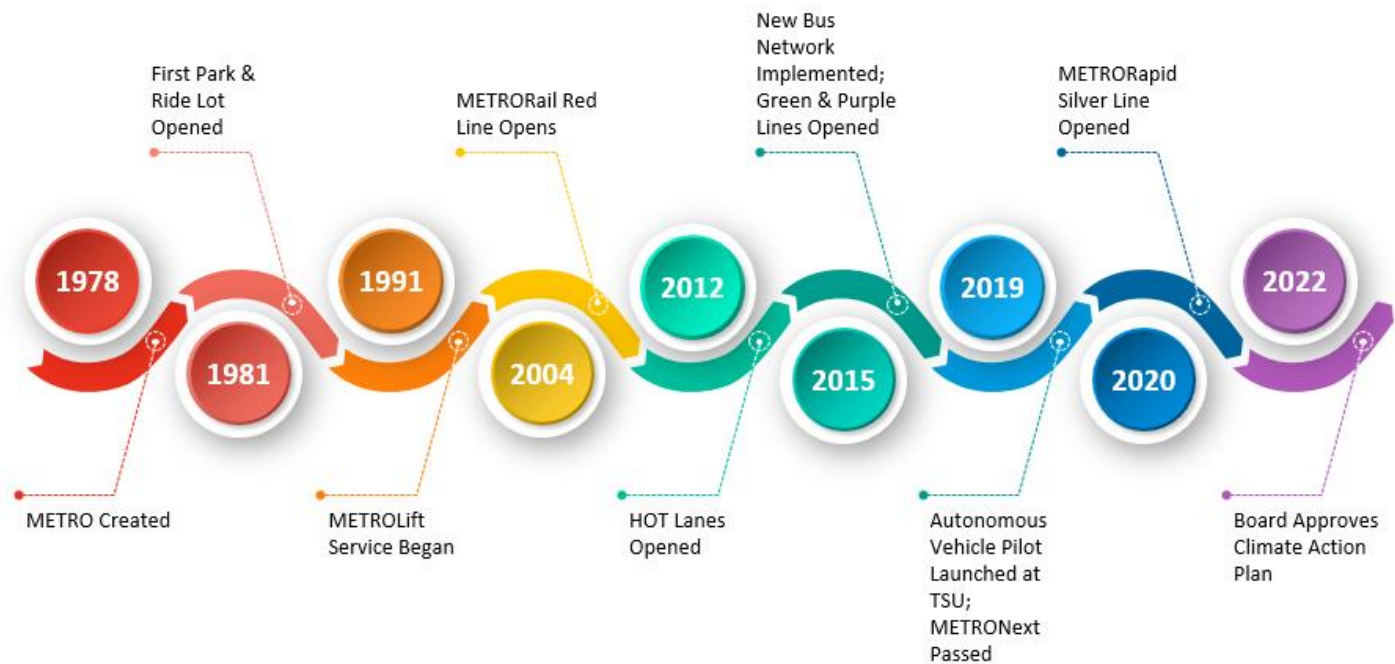 New Bus
Network
Implemented;
Green & Purple
Lines Opened
First Park &
Ride Lot
Opened
METRORail Red
Line Opens
METRORapid
Silver Line
Opened
1978
1981
1991
2004
2012
2015
2019
2020
2022
METRO Created
METROLift
Service Began
HOT Lanes
Opened
Autonomous
Vehicle Pilot
Launched at
TSU;
METRONext
Passed
Board Approves
Climate Action
Plan